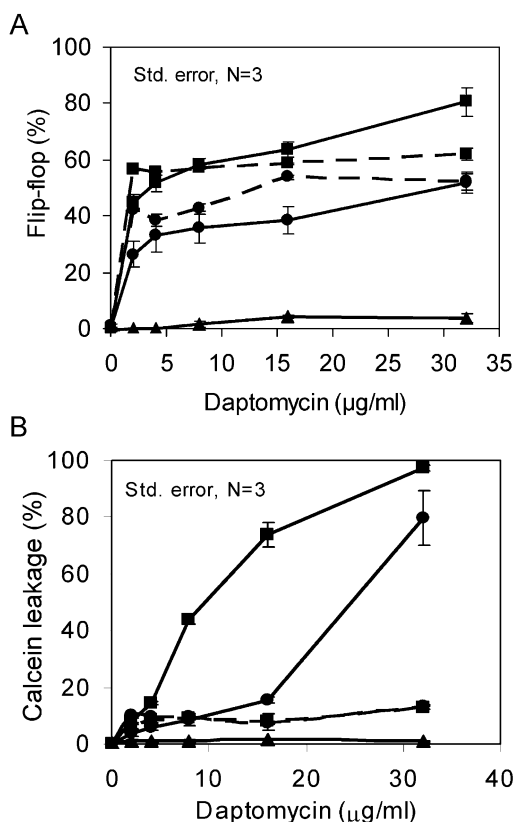 A
100
Std. error, N=3
80
60
40
20
0
Flip-flop (%)
0 5 10 15 20 25 30 35
Daptomycin (µg/ml)
B
100
Std. error, N=3
80
60
40
20
0
Calcein leakage (%)
0 10 20 30 40
Daptomycin (µg/ml)